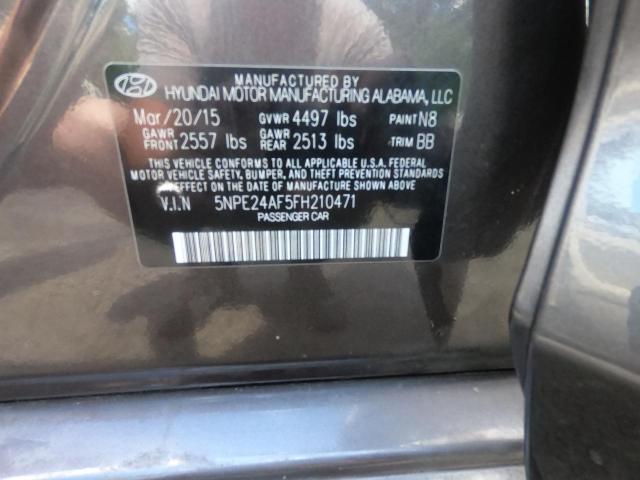 MANUFACTURED BY
HYUNDAI MOTOR MANUFACTURING ALABAMA, LLC
Mar/20/15 GVWR 4497 lbs PAINT N8
GAWR FRONT 2557 lbs GAWR REAR 2513 lbs TRIM BB
THIS VEHICLE CONFORMS TO ALL APPLICABLE U.S.A. FEDERAL
MOTOR VEHICLE SAFETY, BUMPER, AND THEFT PREVENTION STANDARDS
IN EFFECT ON THE DATE OF MANUFACTURE SHOWN ABOVE.
V.I.N 5NPE24AF5FH210471
PASSENGER CAR